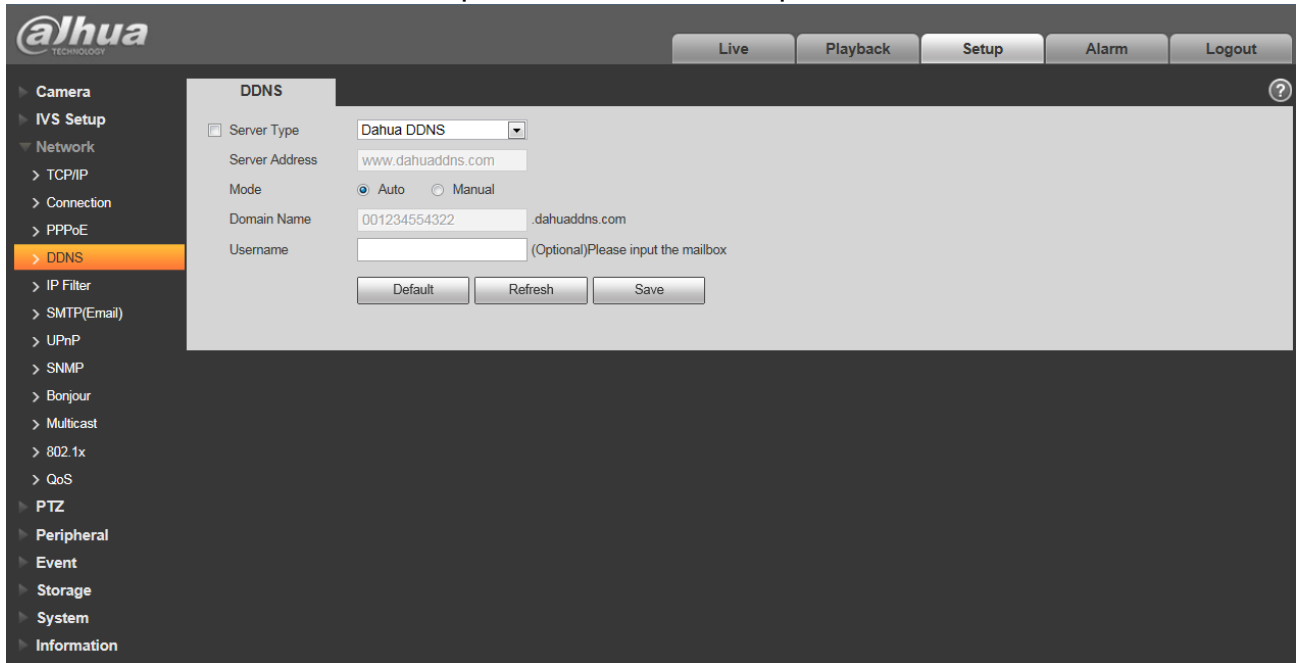 alhua
TECHNOLOGY
Live Playback Setup Alarm Logout
Camera
IVS Setup
Network
TCP/IP
Connection
PPPoE
DDNS
IP Filter
SMTP(Email)
UPnP
SNMP
Bonjour
Multicast
802.1x
QoS
PTZ
Peripheral
Event
Storage
System
Information
DDNS ?
Server Type Dahua DDNS
Server Address www.dahuaddns.com
Mode Auto Manual
Domain Name 001234554322 .dahuaddns.com
Username (Optional)Please input the mailbox
Default Refresh Save